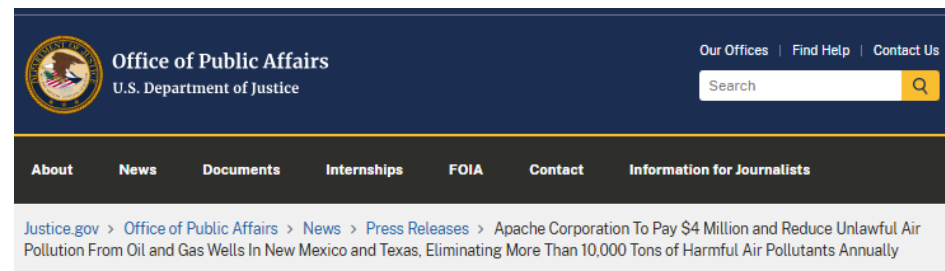 Our Offices | Find Help | Contact Us
Office of Public Affairs
U.S. Department of Justice
Search
About News Documents Internships FOIA Contact Information for Journalists
Justice.gov > Office of Public Affairs > News > Press Releases > Apache Corporation To Pay $4 Million and Reduce Unlawful Air
Pollution From Oil and Gas Wells In New Mexico and Texas, Eliminating More Than 10,000 Tons of Harmful Air Pollutants Annually